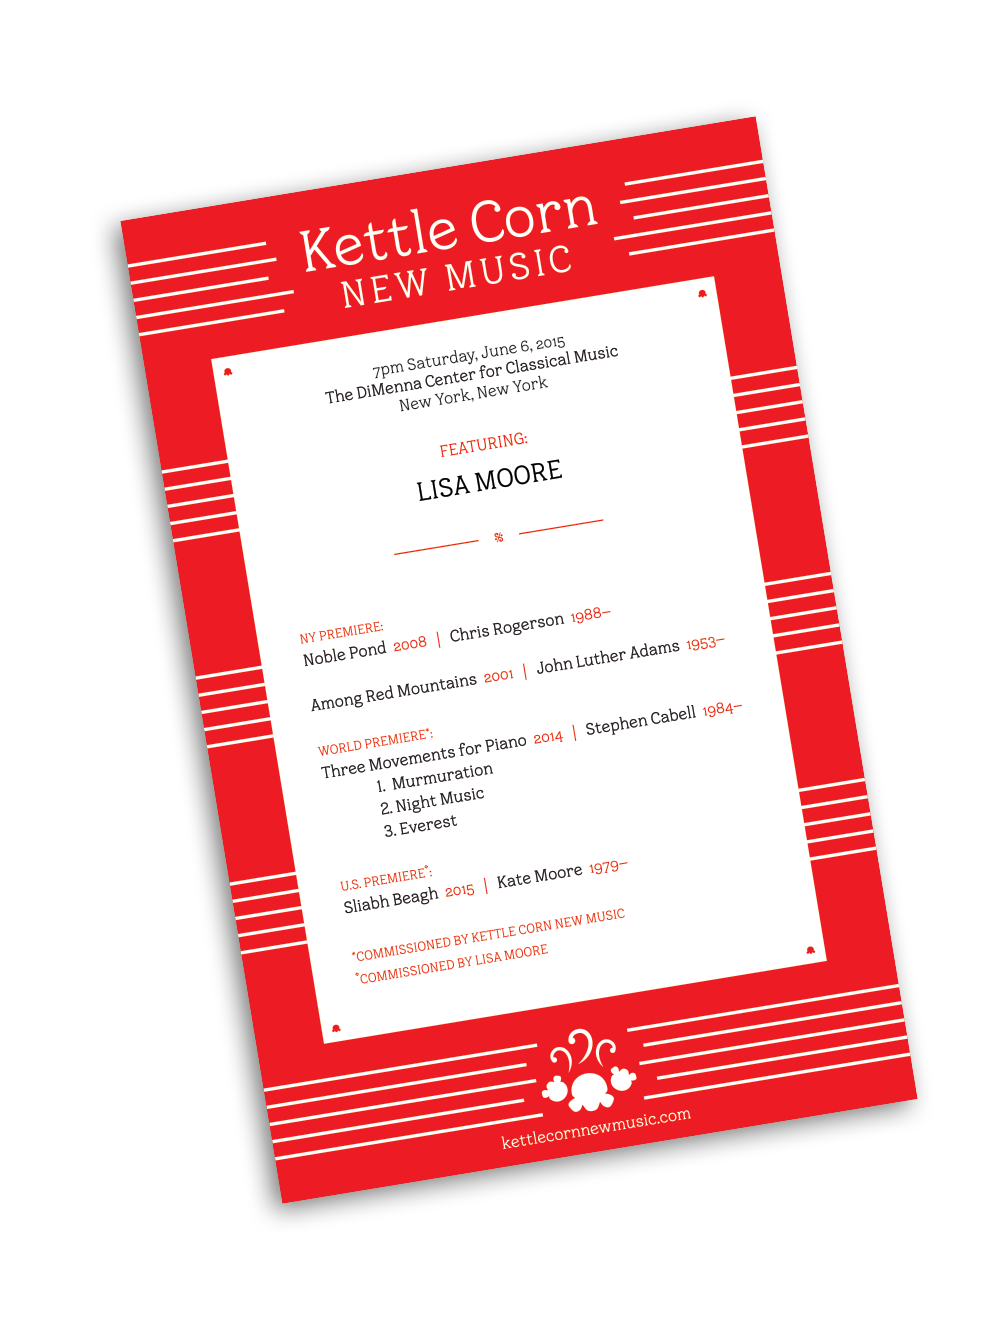 Kettle Corn
NEW MUSIC
7pm Saturday, June 6, 2015
The DiMenna Center for Classical Music
New York, New York
FEATURING:
LISA MOORE
NY PREMIERE:
Noble Pond 2008 | Chris Rogerson 1988–
Among Red Mountains 2001 | John Luther Adams 1953–
WORLD PREMIERE*:
Three Movements for Piano 2014 | Stephen Cabell 1984–
1. Murmuration
2. Night Music
3. Everest
U.S. PREMIERE°:
Sliabh Beagh 2015 | Kate Moore 1979–
*COMMISSIONED BY KETTLE CORN NEW MUSIC
°COMMISSIONED BY LISA MOORE
kettlecornnewmusic.com